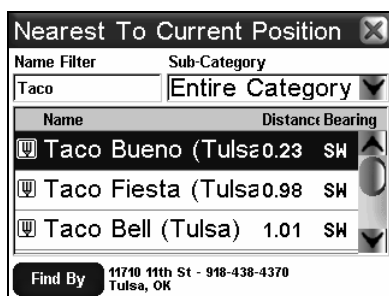 Nearest To Current Position
Name Filter Sub-Category
Taco Entire Category
Name Distance Bearing
Taco Bueno (Tulsa 0.23 SW
Taco Fiesta (Tulsa 0.98 SW
Taco Bell (Tulsa) 1.01 SW
Find By 11710 11th St - 918-438-4370
Tulsa, OK